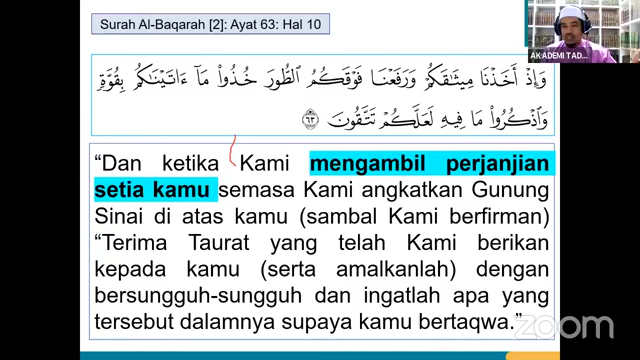 Surah Al-Baqarah [2]: Ayat 63: Hal 10
AKADEMI TAD...
وَإِذْ أَخَذْنَا مِيثَـٰقَكُمْ وَرَفَعْنَا فَوْقَكُمُ ٱلطُّورَ خُذُوا۟ مَآ ءَاتَيْنَـٰكُم بِقُوَّةٍ
وَٱذْكُرُوا۟ مَا فِيهِ لَعَلَّكُمْ تَتَّقُونَ ٦٣
“Dan ketika Kami mengambil perjanjian
setia kamu semasa Kami angkatkan Gunung
Sinai di atas kamu (sambal Kami berfirman)
“Terima Taurat yang telah Kami berikan
kepada kamu (serta amalkanlah) dengan
bersungguh-sungguh dan ingatlah apa yang
tersebut dalamnya supaya kamu bertaqwa.”
zoom